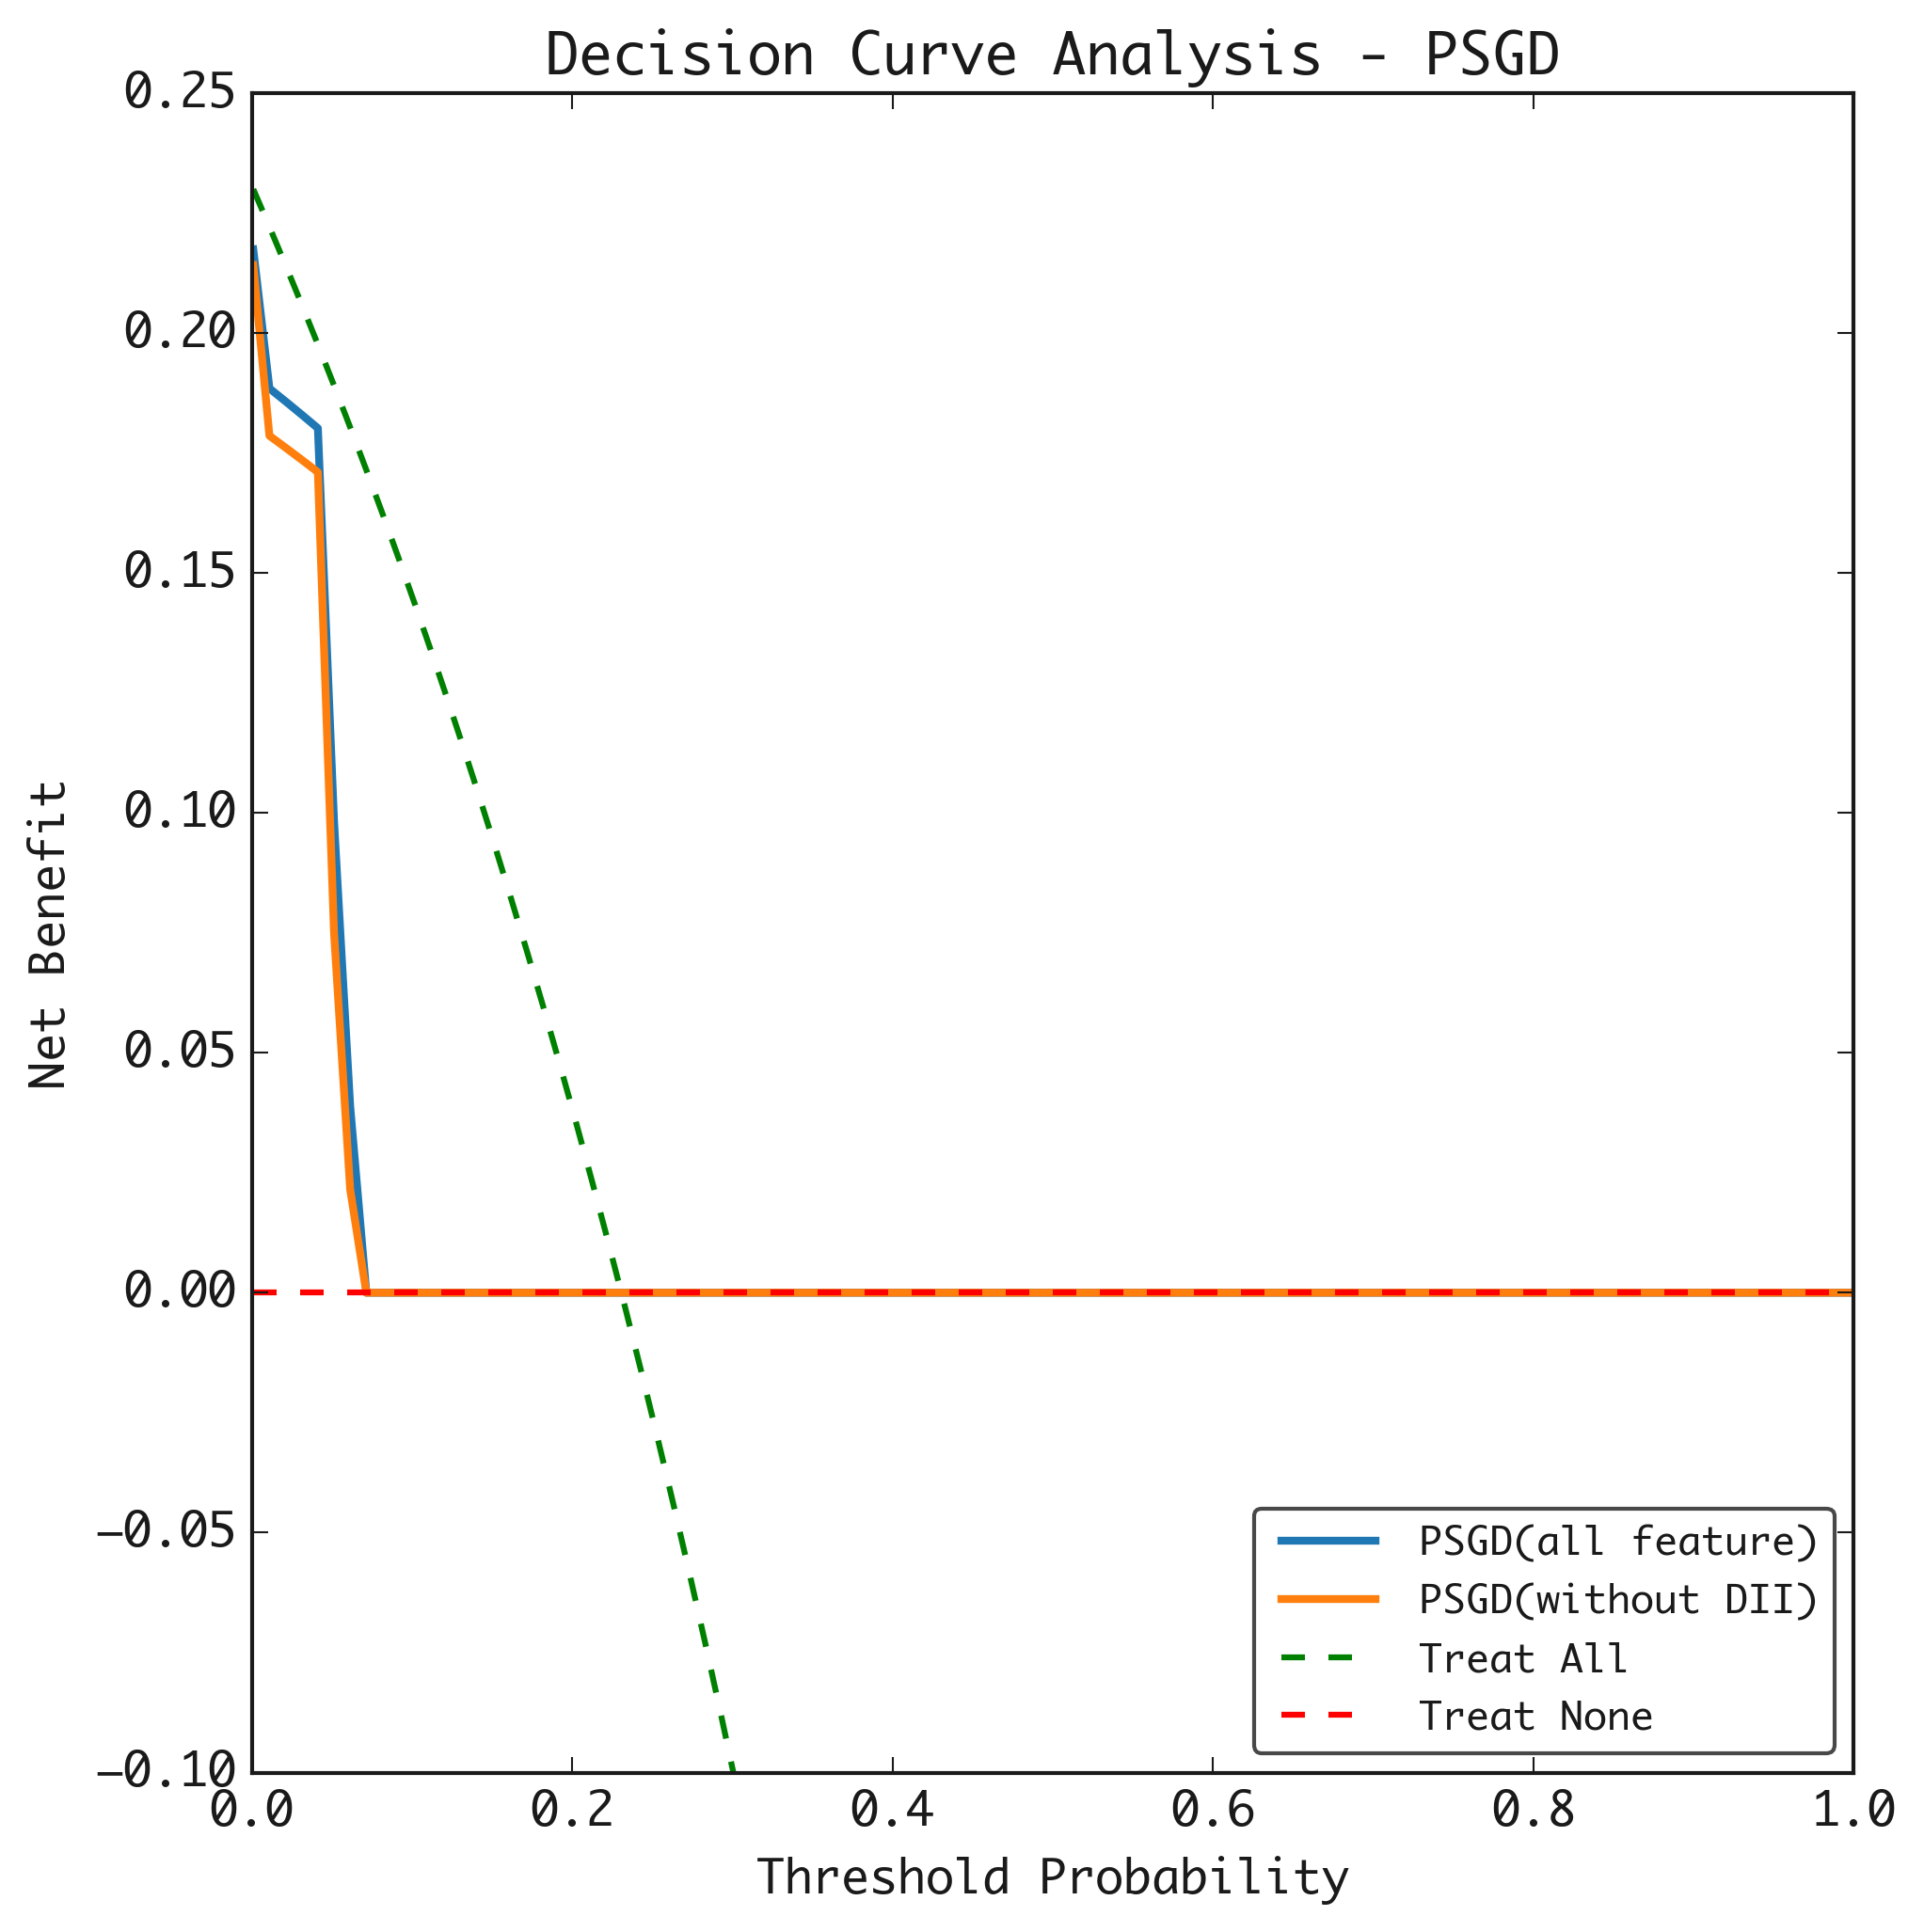 Decision Curve Analysis - PSGD
0.25
0.20
0.15
0.10
0.05
0.00
−0.05
−0.10
Net Benefit
0.0 0.2 0.4 0.6 0.8 1.0
Threshold Probability
PSGD(all feature)
PSGD(without DII)
Treat All
Treat None